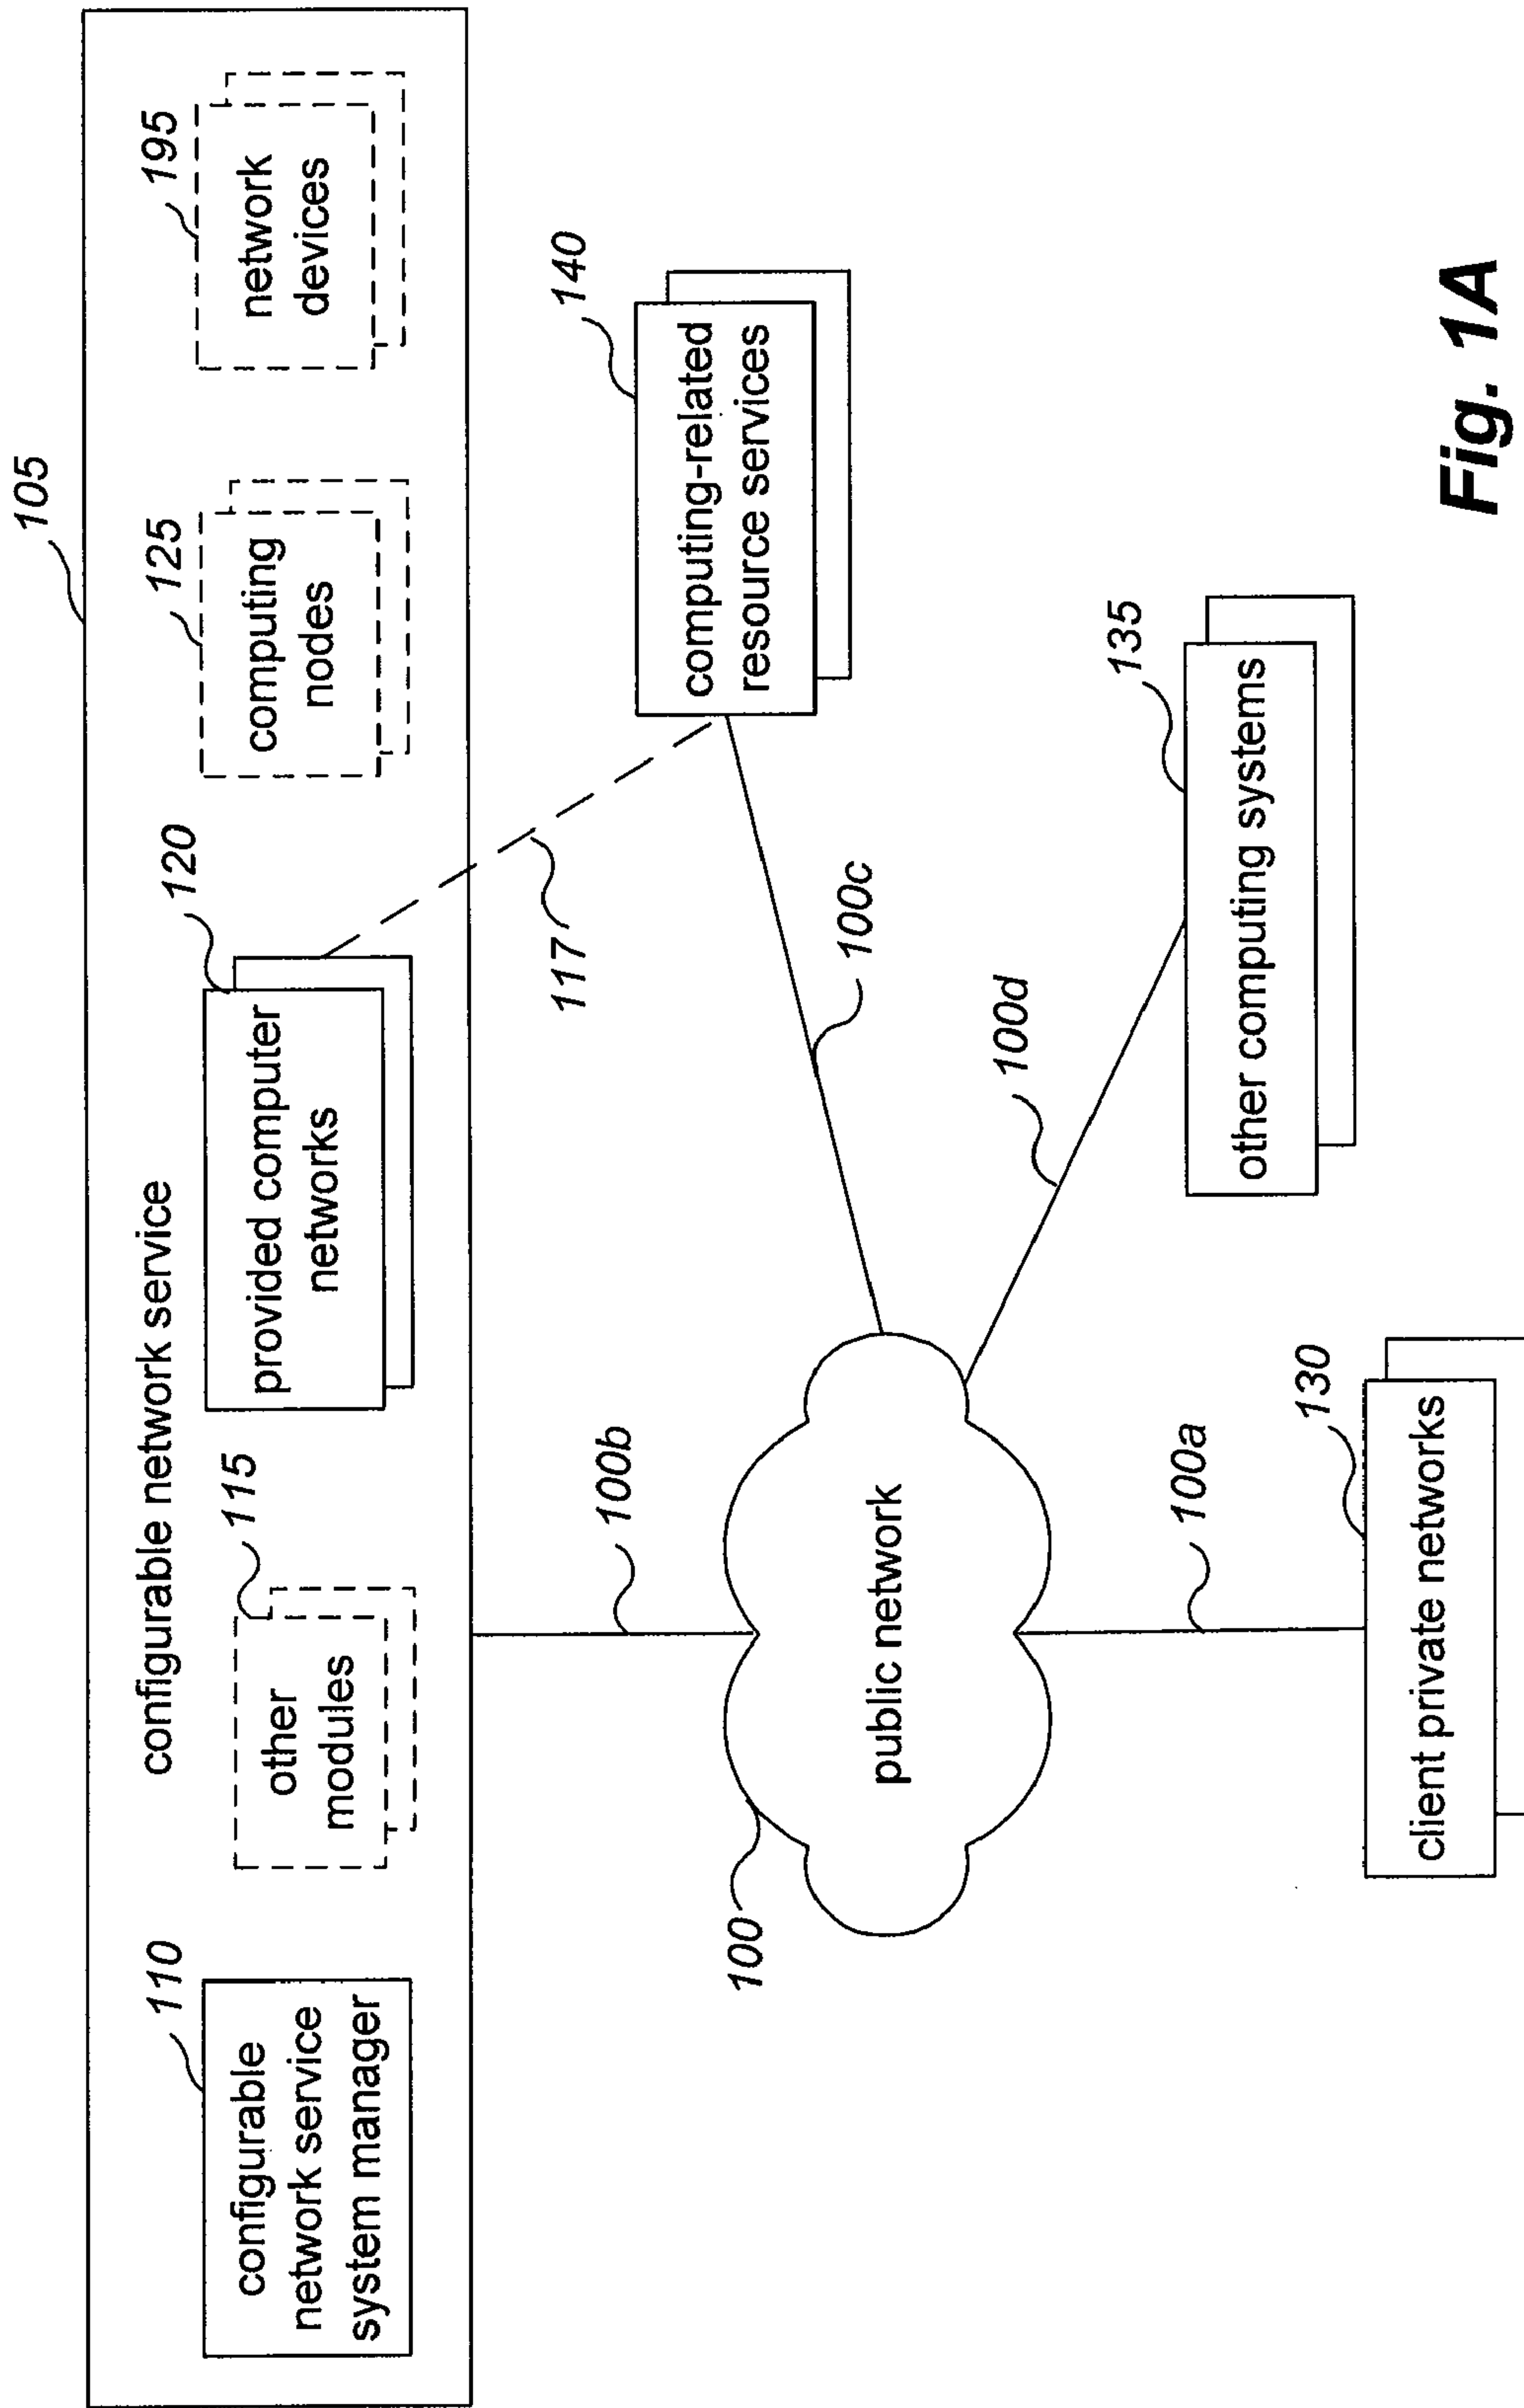 105
configurable network service
110
configurable
network service
system manager
115
other
modules
120
provided computer
networks
125
computing
nodes
195
network
devices
117
140
computing-related
resource services
100b
100c
100
public network
100d
135
other computing systems
100a
130
client private networks
Fig. 1A